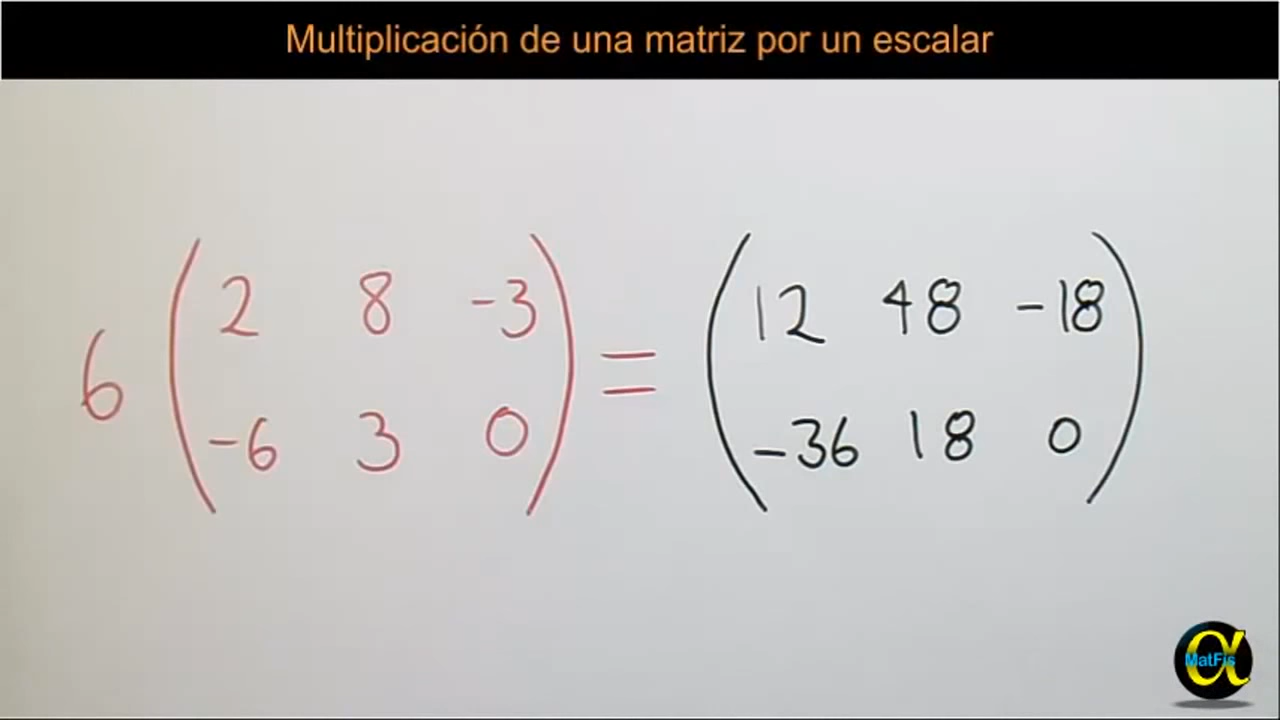 Multiplicación de una matriz por un escalar
6 ( 2 8 -3 ) = ( 12 48 -18 )
( -6 3 0 ) ( -36 18 0 )
α
MatFis